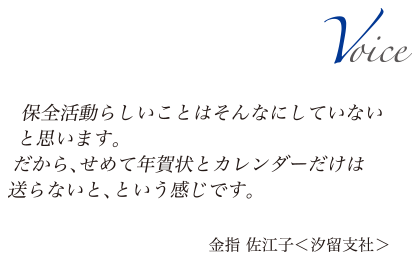 Voice
保全活動らしいことはそんなにしていない
と思います。
だから、せめて年賀状とカレンダーだけは
送らないと、という感じです。
金指 佐江子＜汐留支社＞